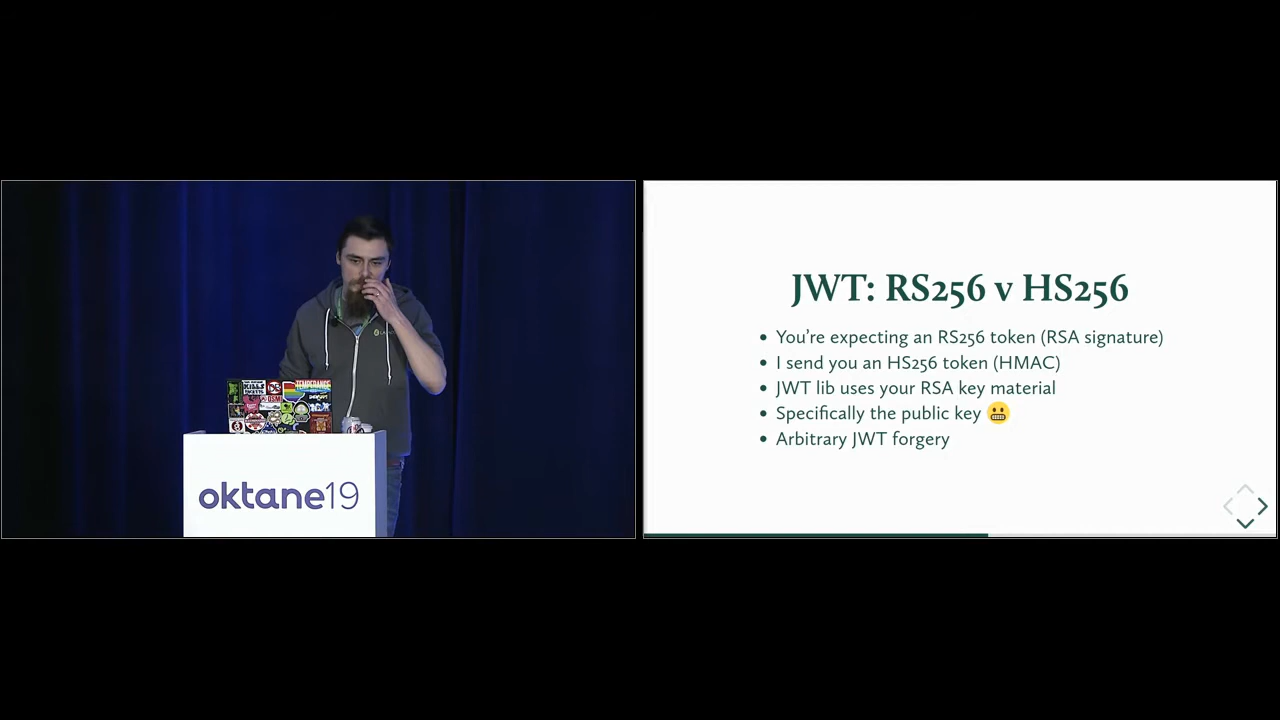 TEMPERANCE
oktane19
JWT: RS256 v HS256
You're expecting an RS256 token (RSA signature)
I send you an HS256 token (HMAC)
JWT lib uses your RSA key material
Specifically the public key 😬
Arbitrary JWT forgery